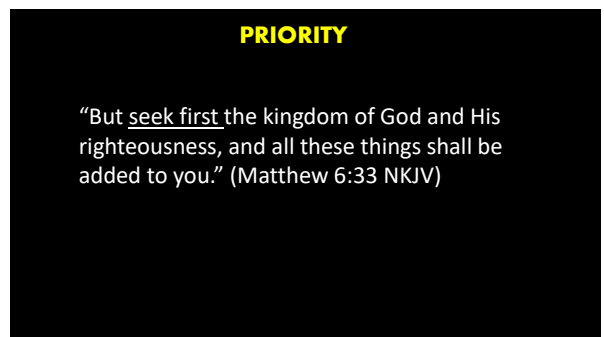 PRIORITY
“But seek first the kingdom of God and His
righteousness, and all these things shall be
added to you.” (Matthew 6:33 NKJV)